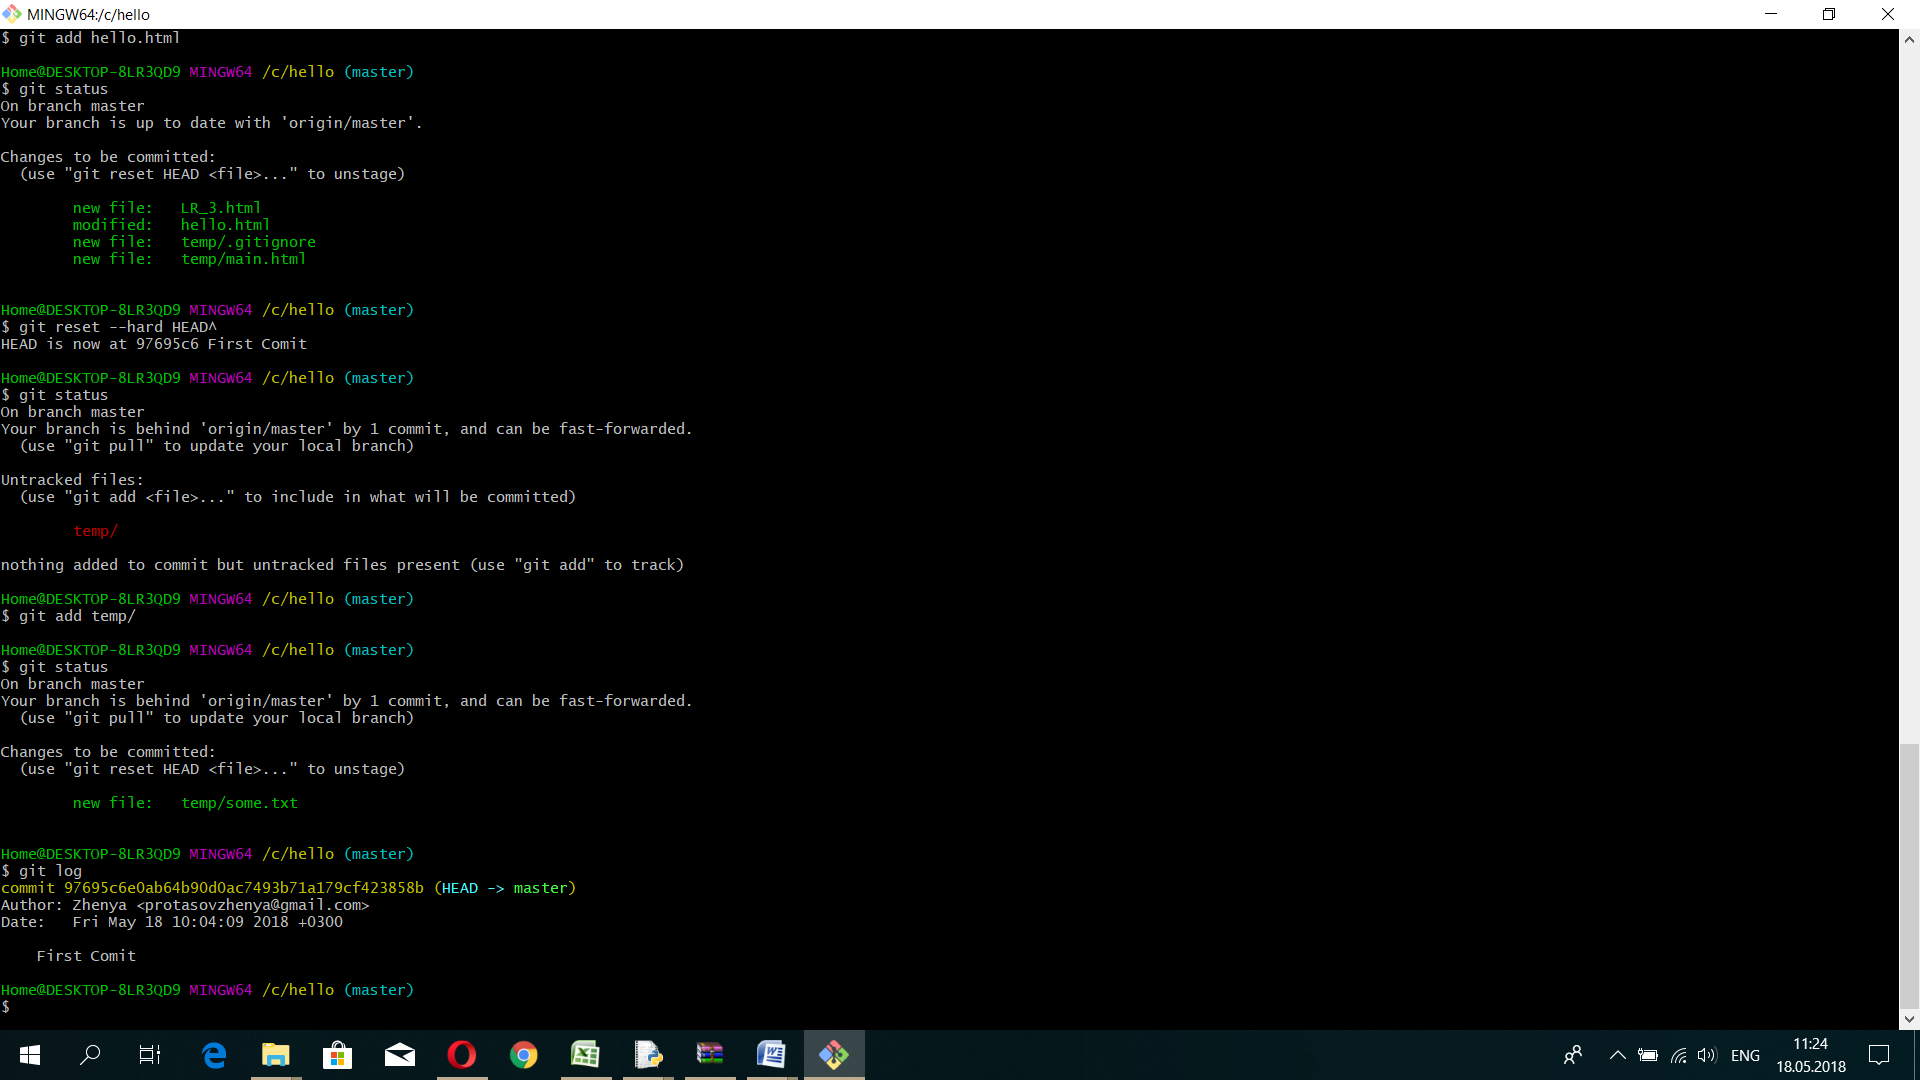 MINGW64:/c/hello
$ git add hello.html
Home@DESKTOP-8LR3QD9 MINGW64 /c/hello (master)
$ git status
On branch master
Your branch is up to date with 'origin/master'.
Changes to be committed:
  (use "git reset HEAD <file>..." to unstage)
        new file:   LR_3.html
        modified:   hello.html
        new file:   temp/.gitignore
        new file:   temp/main.html
Home@DESKTOP-8LR3QD9 MINGW64 /c/hello (master)
$ git reset --hard HEAD^
HEAD is now at 97695c6 First Comit
Home@DESKTOP-8LR3QD9 MINGW64 /c/hello (master)
$ git status
On branch master
Your branch is behind 'origin/master' by 1 commit, and can be fast-forwarded.
  (use "git pull" to update your local branch)
Untracked files:
  (use "git add <file>..." to include in what will be committed)
        temp/
nothing added to commit but untracked files present (use "git add" to track)
Home@DESKTOP-8LR3QD9 MINGW64 /c/hello (master)
$ git add temp/
Home@DESKTOP-8LR3QD9 MINGW64 /c/hello (master)
$ git status
On branch master
Your branch is behind 'origin/master' by 1 commit, and can be fast-forwarded.
  (use "git pull" to update your local branch)
Changes to be committed:
  (use "git reset HEAD <file>..." to unstage)
        new file:   temp/some.txt
Home@DESKTOP-8LR3QD9 MINGW64 /c/hello (master)
$ git log
commit 97695c6e0ab64b90d0ac7493b71a179cf423858b (HEAD -> master)
Author: Zhenya <protasovzhenya@gmail.com>
Date:   Fri May 18 10:04:09 2018 +0300
    First Comit
Home@DESKTOP-8LR3QD9 MINGW64 /c/hello (master)
$
ENG
11:24
18.05.2018